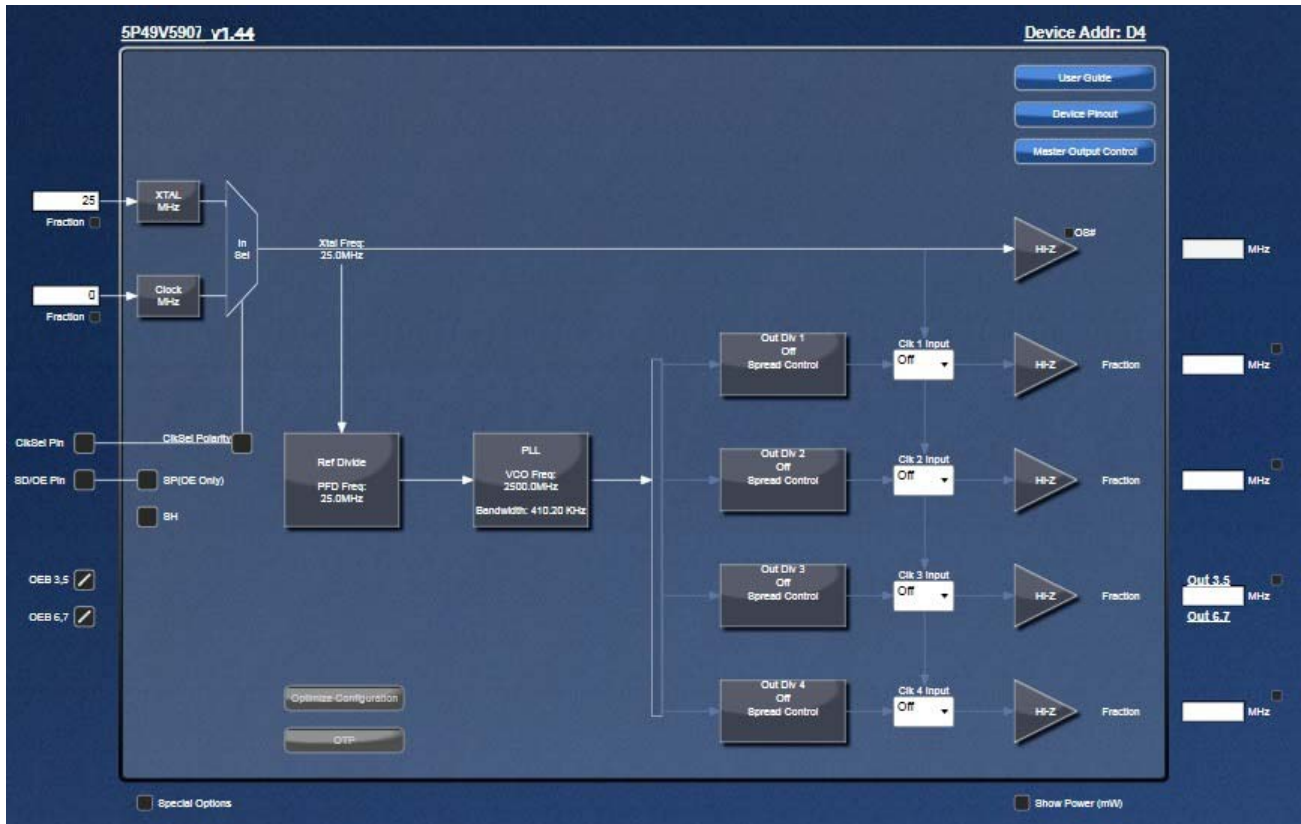 5P49V5907 v1.44
Device Addr: D4
User Guide
Device Pinout
Master Output Control
25
XTAL
MHz
Fraction
In
Sel
Xtal Freq:
25.0MHz
HI-Z
OS#
MHz
0
Clock
MHz
Fraction
Out Div 1
Off
Spread Control
Clk 1 Input
Off
HI-Z
Fraction
MHz
ClkSel Pin
ClkSel Polarity
SD/OE Pin
SP(OE Only)
SH
Ref Divide
PFD Freq:
25.0MHz
PLL
VCO Freq:
2500.0MHz
Bandwidth: 410.20 KHz
Out Div 2
Off
Spread Control
Clk 2 Input
Off
HI-Z
Fraction
MHz
OEB 3,5
OEB 6,7
Out Div 3
Off
Spread Control
Clk 3 Input
Off
HI-Z
Fraction
Out 3,5
MHz
Out 6,7
Optimize Configuration
OTP
Out Div 4
Off
Spread Control
Clk 4 Input
Off
HI-Z
Fraction
MHz
Special Options
Show Power (mW)